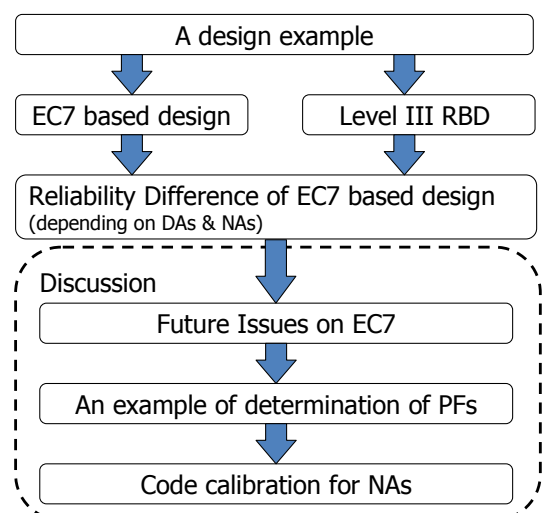 A design example
EC7 based design
Level III RBD
Reliability Difference of EC7 based design
(depending on DAs & NAs)
Discussion
Future Issues on EC7
An example of determination of PFs
Code calibration for NAs